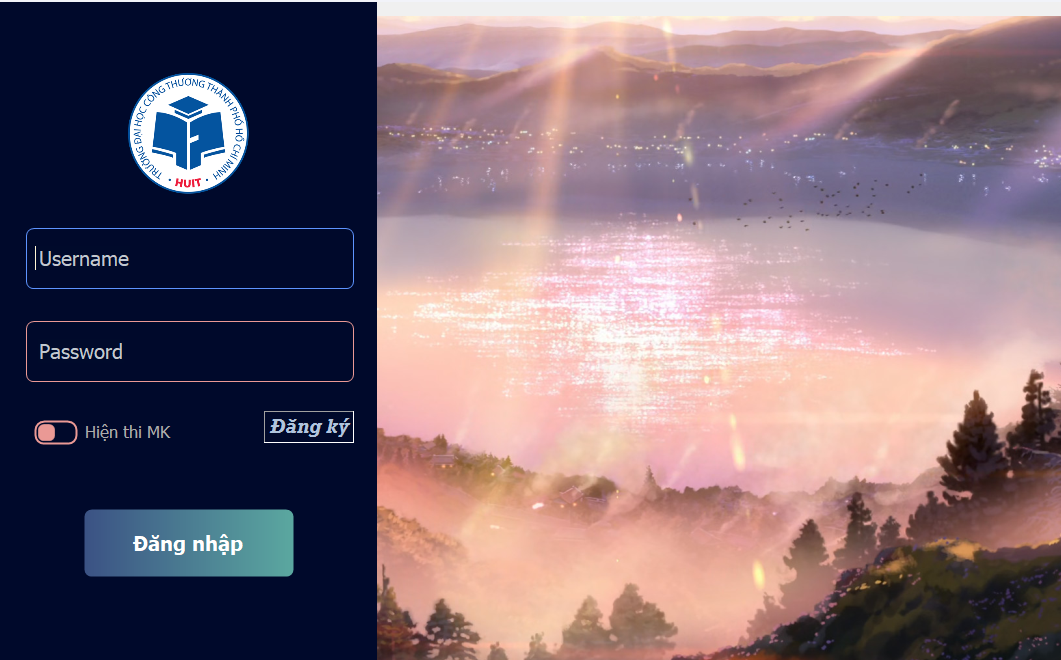 TRƯỜNG ĐẠI HỌC CÔNG THƯƠNG THÀNH PHỐ HỒ CHÍ MINH
• HUIT •
Username
Password
Hiện thi MK
Đăng ký
Đăng nhập